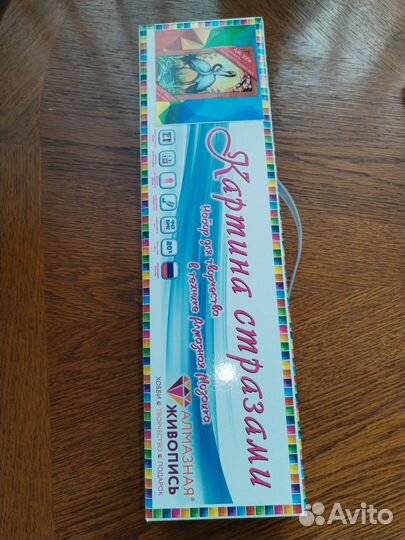 Картина стразами
Набор для творчества
в технике Алмазная Мозаика
АЛМАЗНАЯ®
ЖИВОПИСЬ
ХОББИ ТВОРЧЕСТВО ПОДАРОК
Avito